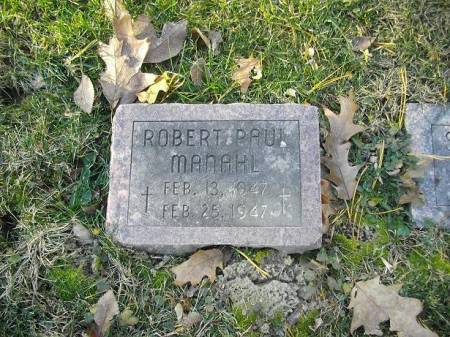 ROBERT PAUL
MANAHL
FEB. 13, 1947
FEB. 25, 1947